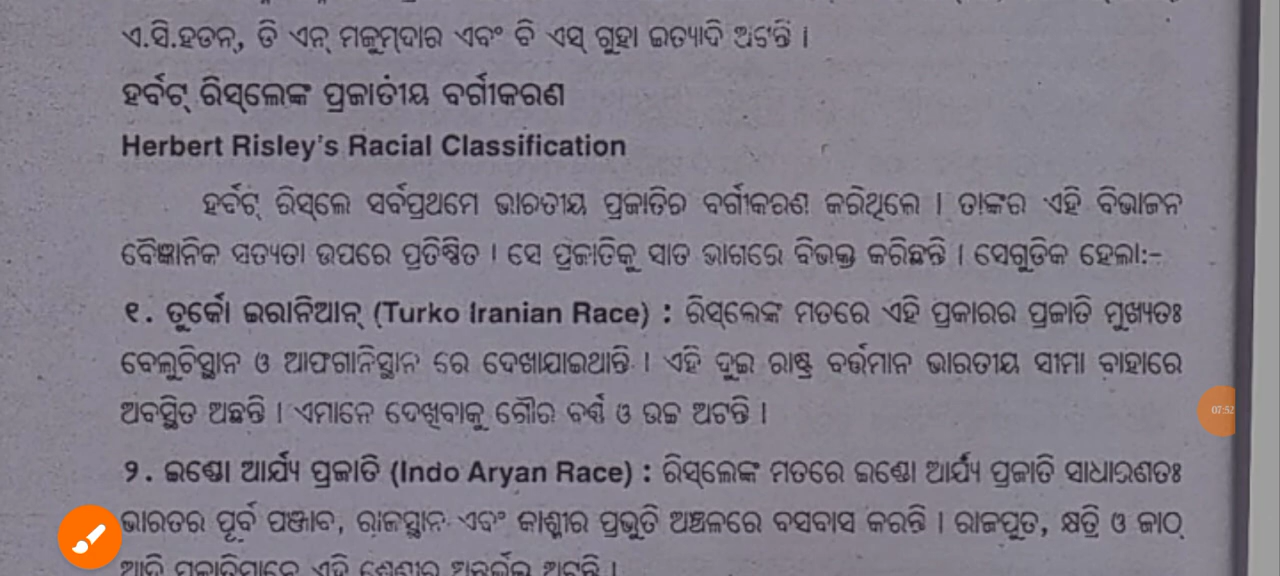 ଏ.ସି.ହଡନ୍, ଡି ଏନ୍ ମଜୁମ୍‌ଦାର ଏବଂ ବି ଏସ୍ ଗୁହା ଇତ୍ୟାଦି ଅଟନ୍ତି ।
ହର୍ବଟ୍ ରିସ୍‌ଲେଙ୍କ ପ୍ରଜାତୀୟ ବର୍ଗୀକରଣ
Herbert Risley's Racial Classification
ହର୍ବଟ୍ ରିସ୍‌ଲେ ସର୍ବପ୍ରଥମେ ଭାରତୀୟ ପ୍ରଜାତିର ବର୍ଗୀକରଣ କରିଥିଲେ । ତାଙ୍କର ଏହି ବିଭାଜନ
ବୈଜ୍ଞାନିକ ସତ୍ୟତା ଉପରେ ପ୍ରତିଷ୍ଠିତ । ସେ ପ୍ରଜାତିକୁ ସାତ ଭାଗରେ ବିଭକ୍ତ କରିଛନ୍ତି । ସେଗୁଡିକ ହେଲା:–
୧. ତୁର୍କୋ ଇରାନିଆନ୍ (Turko Iranian Race) : ରିସ୍‌ଲେଙ୍କ ମତରେ ଏହି ପ୍ରକାରର ପ୍ରଜାତି ମୁଖ୍ୟତଃ
ବେଲୁଚିସ୍ଥାନ ଓ ଆଫଗାନିସ୍ଥାନ ରେ ଦେଖାଯାଇଥାନ୍ତି । ଏହି ଦୁଇ ରାଷ୍ଟ୍ର ବର୍ତ୍ତମାନ ଭାରତୀୟ ସୀମା ବାହାରେ
ଅବସ୍ଥିତ ଅଛନ୍ତି । ଏମାନେ ଦେଖିବାକୁ ଗୌର ବର୍ଣ୍ଣ ଓ ଉଚ୍ଚ ଅଟନ୍ତି ।
07:52
୨. ଇଣ୍ଡୋ ଆର୍ଯ୍ୟ ପ୍ରଜାତି (Indo Aryan Race) : ରିସ୍‌ଲେଙ୍କ ମତରେ ଇଣ୍ଡୋ ଆର୍ଯ୍ୟ ପ୍ରଜାତି ସାଧାରଣତଃ
ଭାରତର ପୂର୍ବ ପଞ୍ଜାବ, ରାଜସ୍ଥାନ ଏବଂ କାଶ୍ମୀର ପ୍ରଭୃତି ଅଞ୍ଚଳରେ ବସବାସ କରନ୍ତି । ରାଜପୁତ, କ୍ଷତ୍ରି ଓ ଜାଠ୍